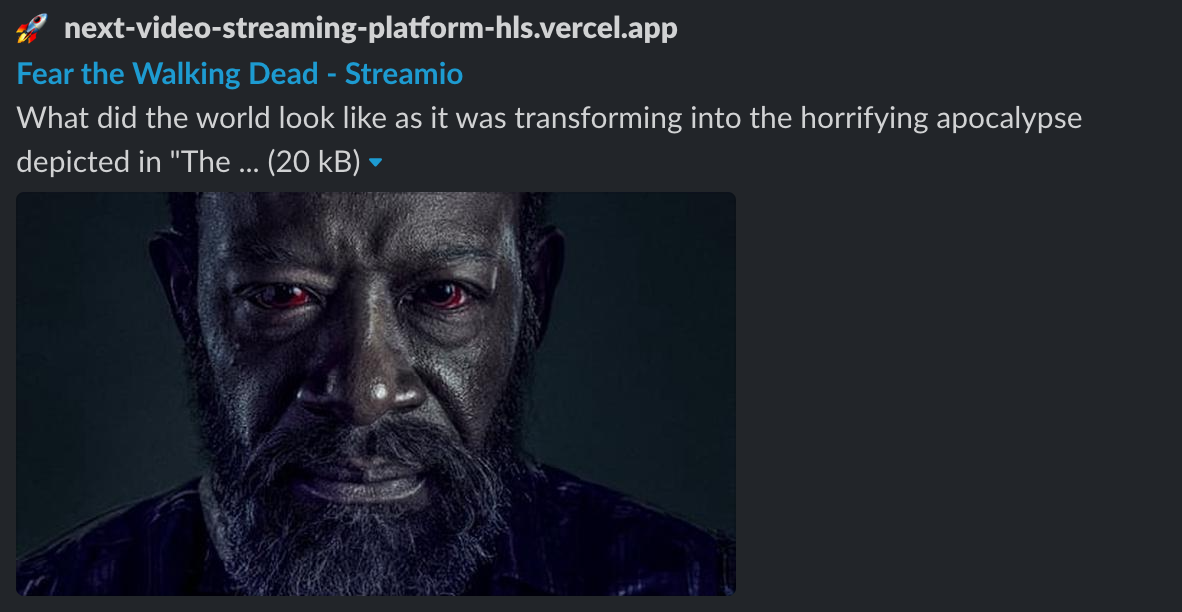 next-video-streaming-platform-hls.vercel.app
Fear the Walking Dead - Streamio
What did the world look like as it was transforming into the horrifying apocalypse
depicted in "The ... (20 kB)